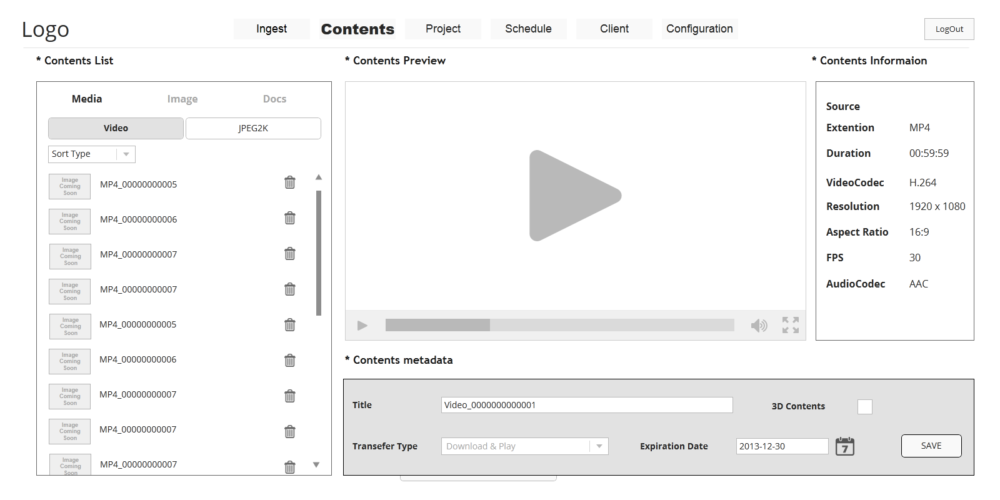 Logo
Ingest
Contents
Project
Schedule
Client
Configuration
LogOut
* Contents List
* Contents Preview
* Contents Informaion
Media
Image
Docs
Video
JPEG2K
Sort Type
Image
Coming
Soon
MP4_00000000005
Image
Coming
Soon
MP4_00000000006
Image
Coming
Soon
MP4_00000000007
Image
Coming
Soon
MP4_00000000007
Image
Coming
Soon
MP4_00000000005
Image
Coming
Soon
MP4_00000000006
Image
Coming
Soon
MP4_00000000007
Image
Coming
Soon
MP4_00000000007
Image
Coming
Soon
MP4_00000000007
Source
Extention MP4
Duration 00:59:59
VideoCodec H.264
Resolution 1920 x 1080
Aspect Ratio 16:9
FPS 30
AudioCodec AAC
* Contents metadata
Title Video_0000000000001
3D Contents
Transefer Type Download & Play
Expiration Date 2013-12-30
7
SAVE